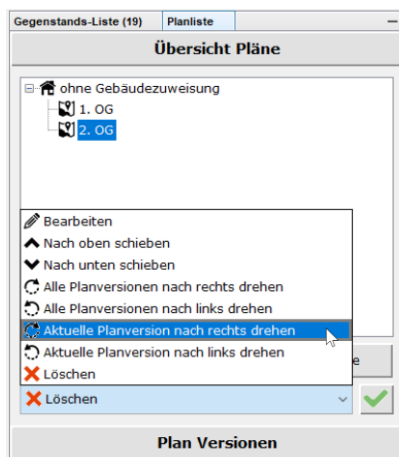 Gegenstands-Liste (19) Planliste
Übersicht Pläne
ohne Gebäudezuweisung
1. OG
2. OG
Bearbeiten
Nach oben schieben
Nach unten schieben
Alle Planversionen nach rechts drehen
Alle Planversionen nach links drehen
Aktuelle Planversion nach rechts drehen
Aktuelle Planversion nach links drehen
Löschen
e
Löschen
Plan Versionen